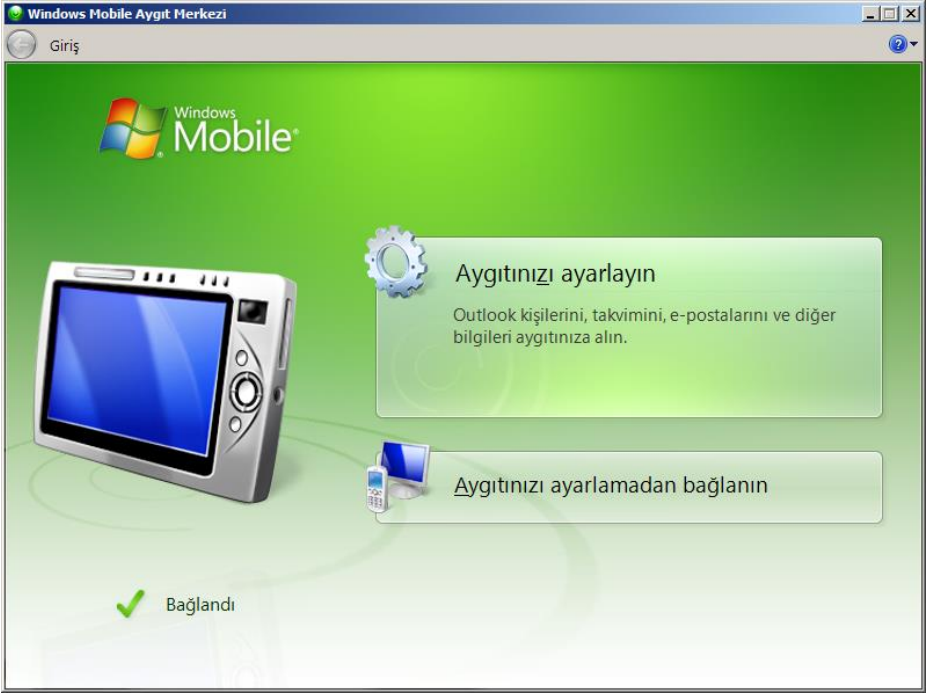 Windows Mobile Aygıt Merkezi
Giriş
Windows
Mobile
Aygıtınızı ayarlayın
Outlook kişilerini, takvimini, e-postalarını ve diğer
bilgileri aygıtınıza alın.
Aygıtınızı ayarlamadan bağlanın
Bağlandı